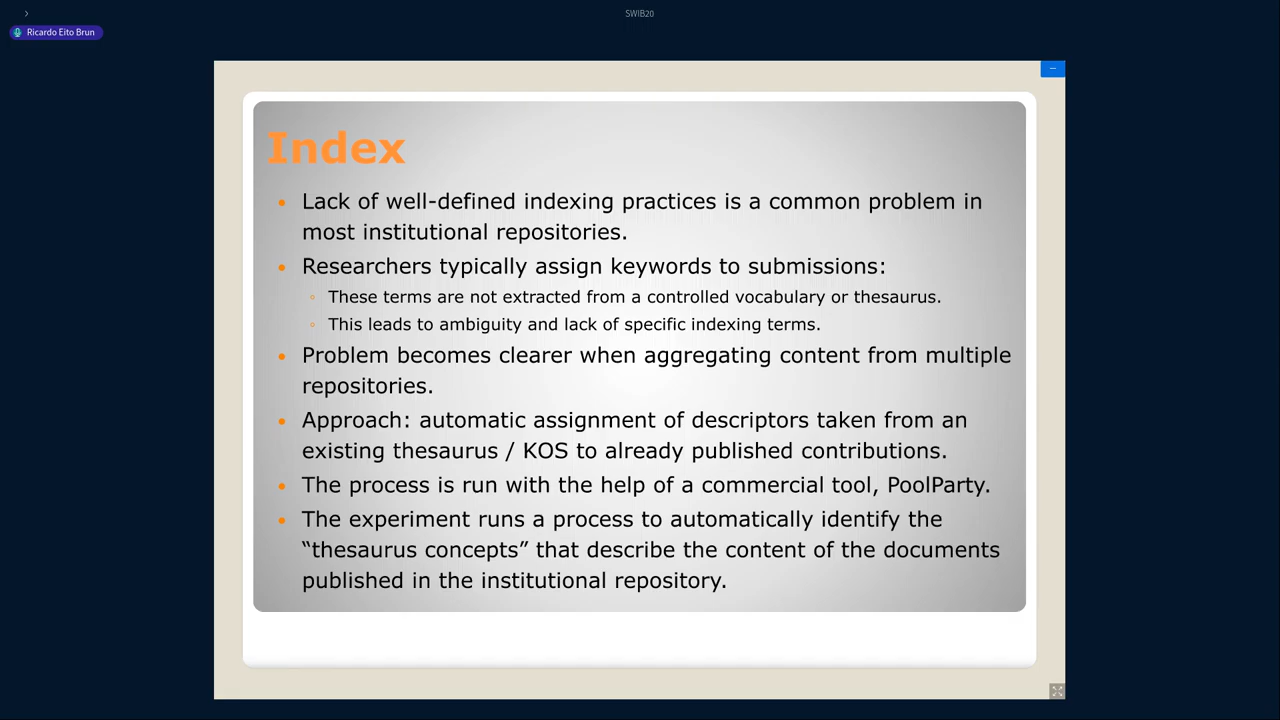 SWIB20
Ricardo Eito Brun
Index
• Lack of well-defined indexing practices is a common problem in
most institutional repositories.
• Researchers typically assign keywords to submissions:
◦ These terms are not extracted from a controlled vocabulary or thesaurus.
◦ This leads to ambiguity and lack of specific indexing terms.
• Problem becomes clearer when aggregating content from multiple
repositories.
• Approach: automatic assignment of descriptors taken from an
existing thesaurus / KOS to already published contributions.
• The process is run with the help of a commercial tool, PoolParty.
• The experiment runs a process to automatically identify the
“thesaurus concepts” that describe the content of the documents
published in the institutional repository.